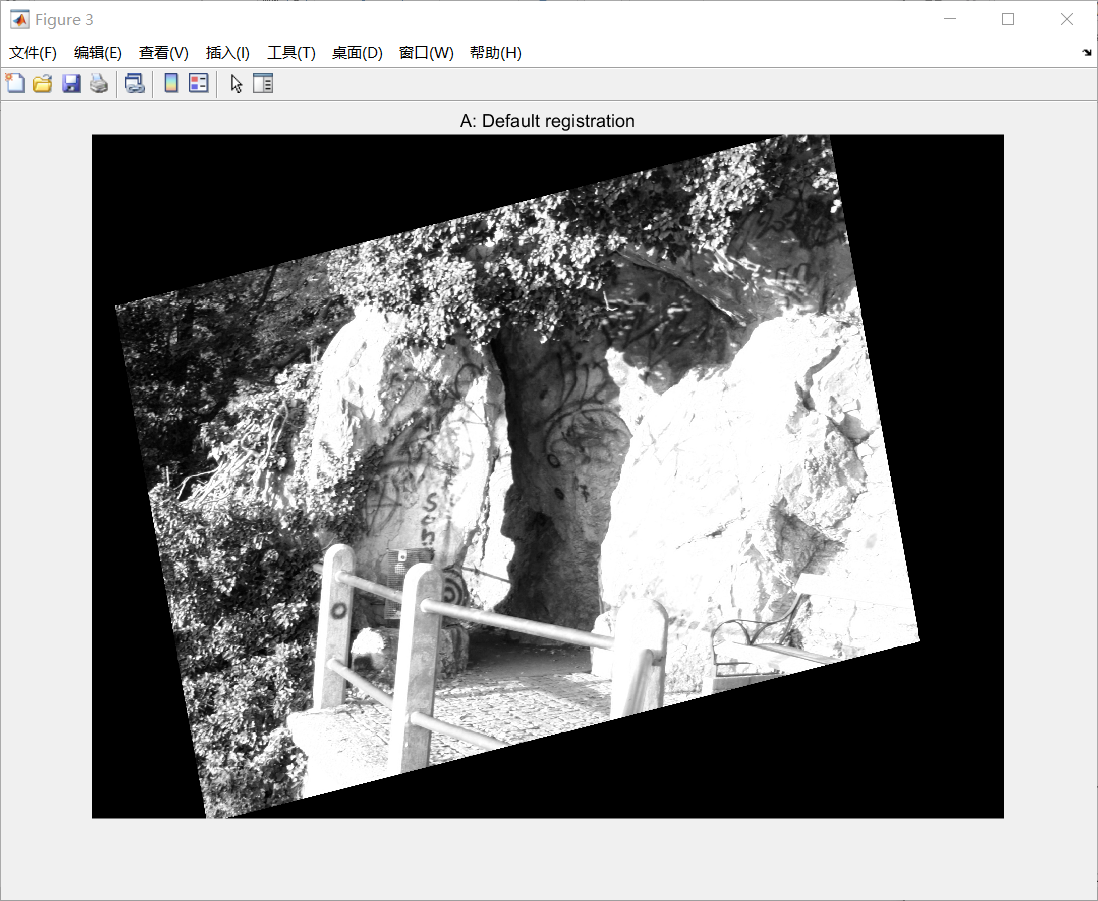 Figure 3
文件(F) 编辑(E) 查看(V) 插入(I) 工具(T) 桌面(D) 窗口(W) 帮助(H)
A: Default registration